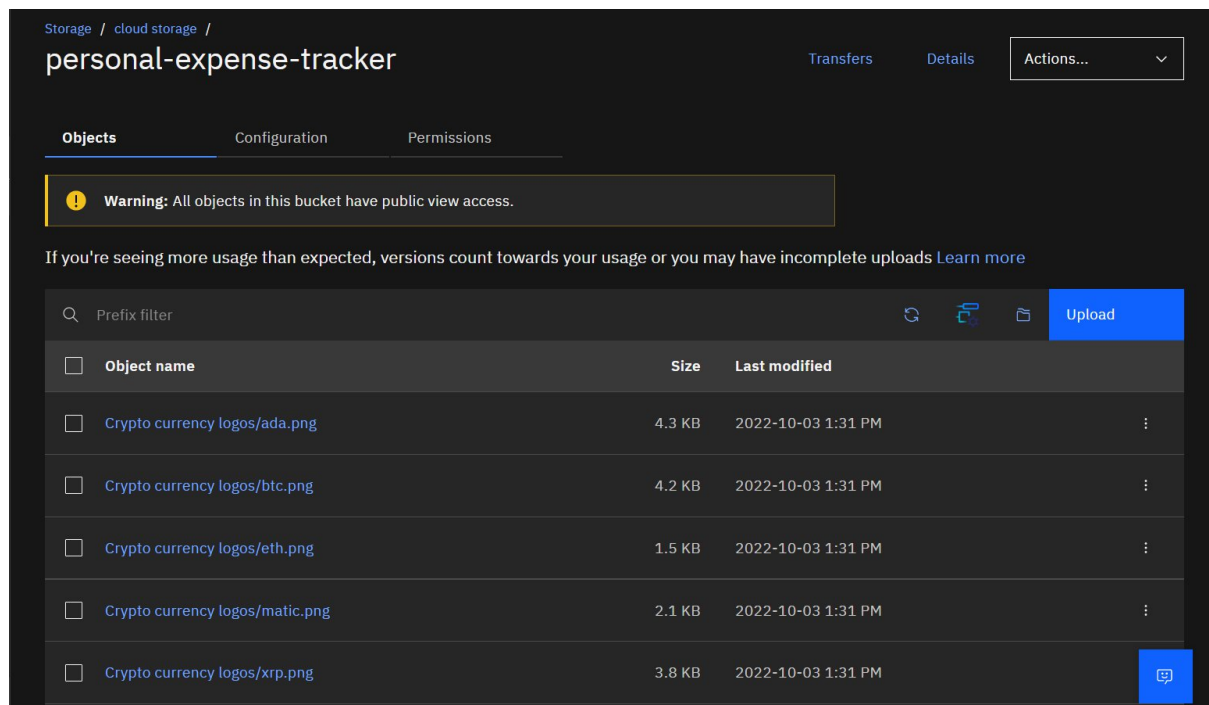 Storage / cloud storage /
personal-expense-tracker
Transfers Details Actions...
Objects Configuration Permissions
Warning: All objects in this bucket have public view access.
If you're seeing more usage than expected, versions count towards your usage or you may have incomplete uploads Learn more
Prefix filter Upload
Object name Size Last modified
Crypto currency logos/ada.png 4.3 KB 2022-10-03 1:31 PM
Crypto currency logos/btc.png 4.2 KB 2022-10-03 1:31 PM
Crypto currency logos/eth.png 1.5 KB 2022-10-03 1:31 PM
Crypto currency logos/matic.png 2.1 KB 2022-10-03 1:31 PM
Crypto currency logos/xrp.png 3.8 KB 2022-10-03 1:31 PM